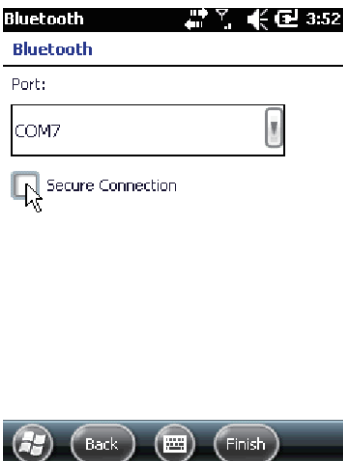 Bluetooth 3:52
Bluetooth
Port:
COM7
Secure Connection
Back Finish